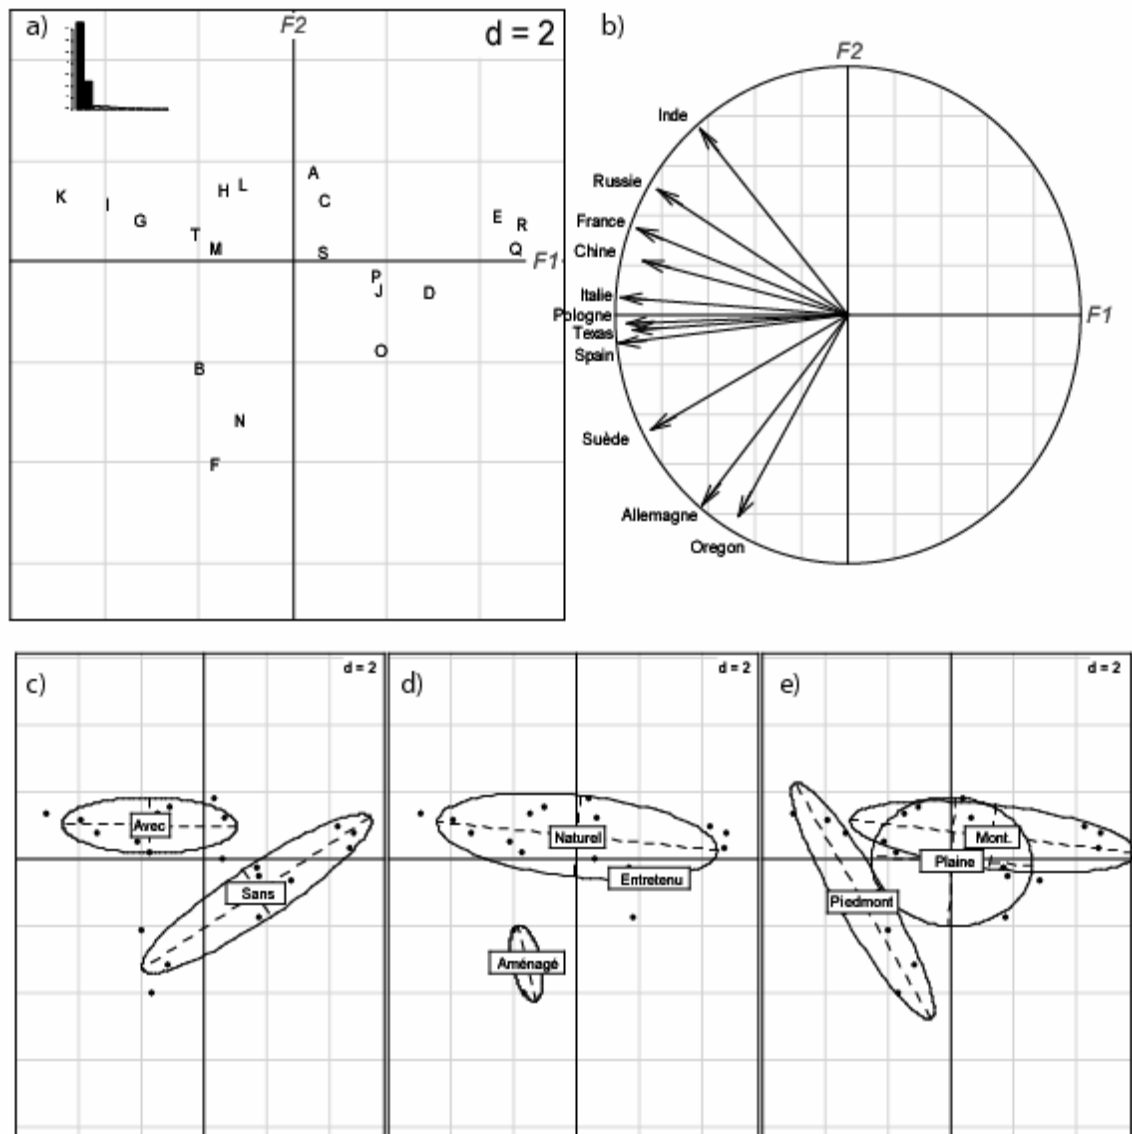 a)
F2
d = 2
K
I
G
T
M
H
L
A
C
S
E
R
Q
F1
P
J
D
O
B
N
F
b)
F2
Inde
Russie
France
Chine
Italie
Pologne
Texas
Spain
Suède
Allemagne
Oregon
F1
c)
d = 2
Avec
Sans
d)
d = 2
Naturel
Entretenu
Aménagé
e)
d = 2
Mont.
Plaine
Piedmont